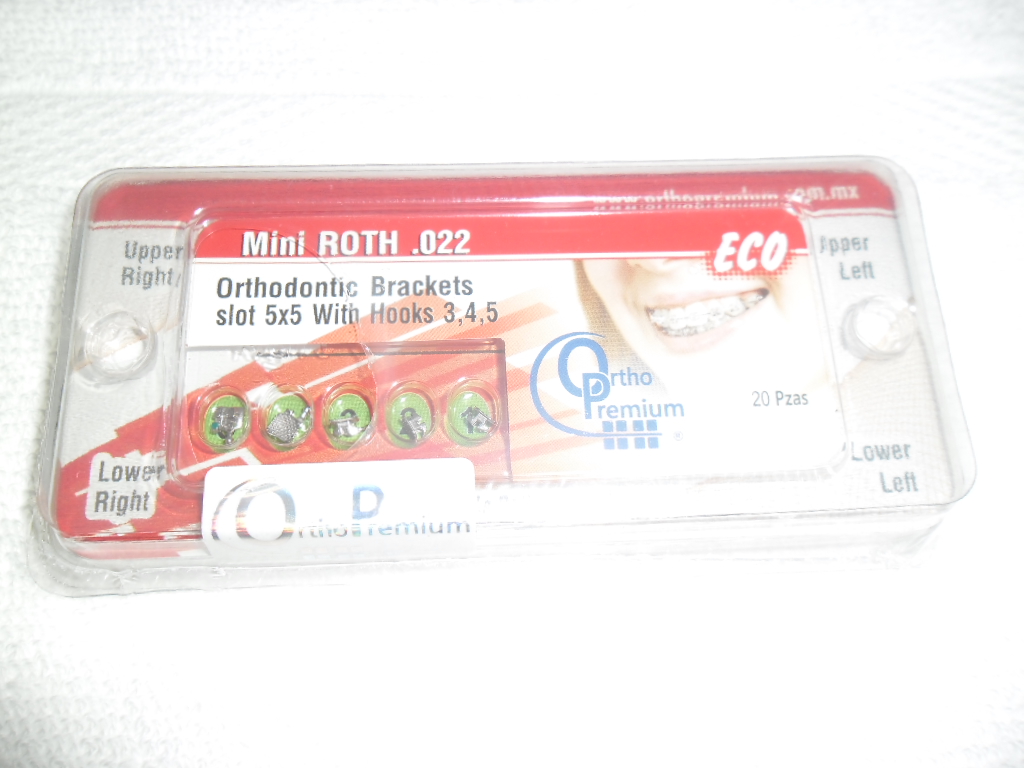 www.orthopremium.com.mx
Upper
Right
Mini ROTH .022
ECO
Upper
Left
Orthodontic Brackets
slot 5x5 With Hooks 3,4,5
Ortho
Premium
®
20 Pzas
Lower
Right
Lower
Left
OrthoPremium